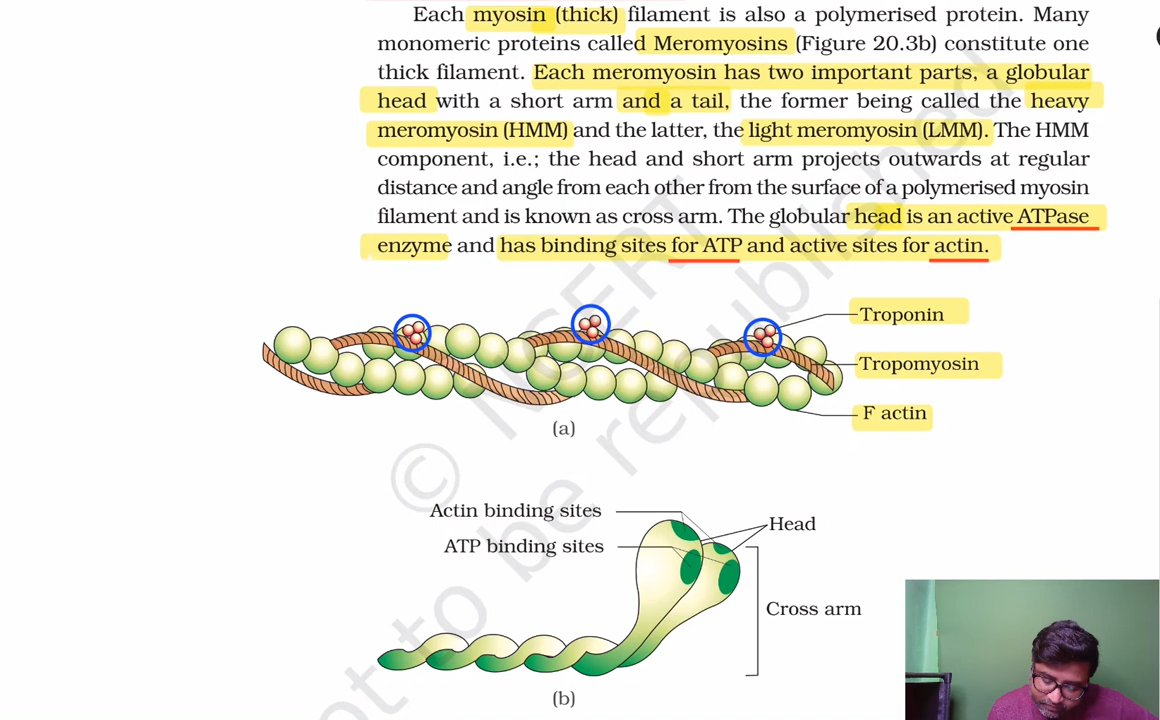 Each myosin (thick) filament is also a polymerised protein. Many
monomeric proteins called Meromyosins (Figure 20.3b) constitute one
thick filament. Each meromyosin has two important parts, a globular
head with a short arm and a tail, the former being called the heavy
meromyosin (HMM) and the latter, the light meromyosin (LMM). The HMM
component, i.e.; the head and short arm projects outwards at regular
distance and angle from each other from the surface of a polymerised myosin
filament and is known as cross arm. The globular head is an active ATPase
enzyme and has binding sites for ATP and active sites for actin.
Troponin
Tropomyosin
F actin
(a)
Actin binding sites
Head
ATP binding sites
Cross arm
(b)
© NCERT
not to be republished